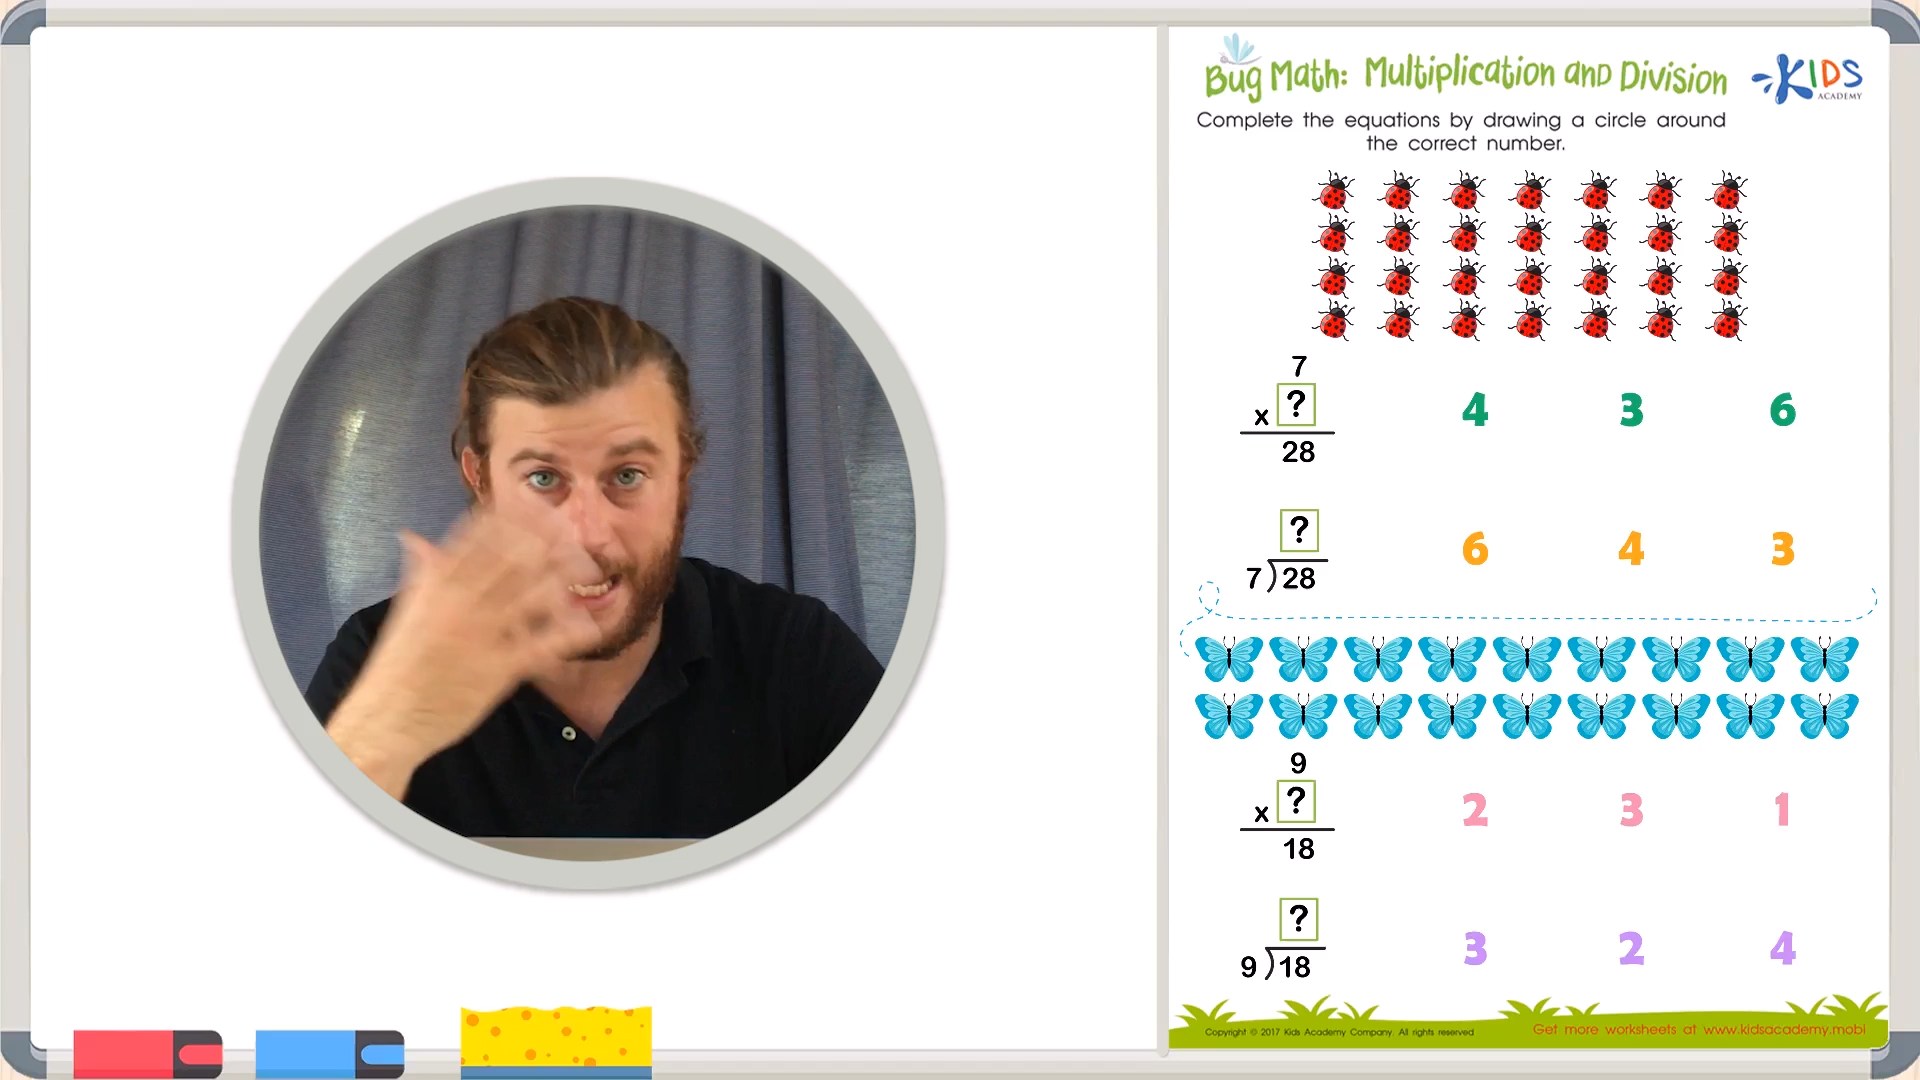 Bug Math: Multiplication and Division
KIDS
ACADEMY
Complete the equations by drawing a circle around
the correct number.
7
x ? 4 3 6
28
? 6 4 3
7)28
9
x ? 2 3 1
18
? 3 2 4
9)18
Copyright © 2017 Kids Academy Company. All rights reserved
Get more worksheets at www.kidsacademy.mobi